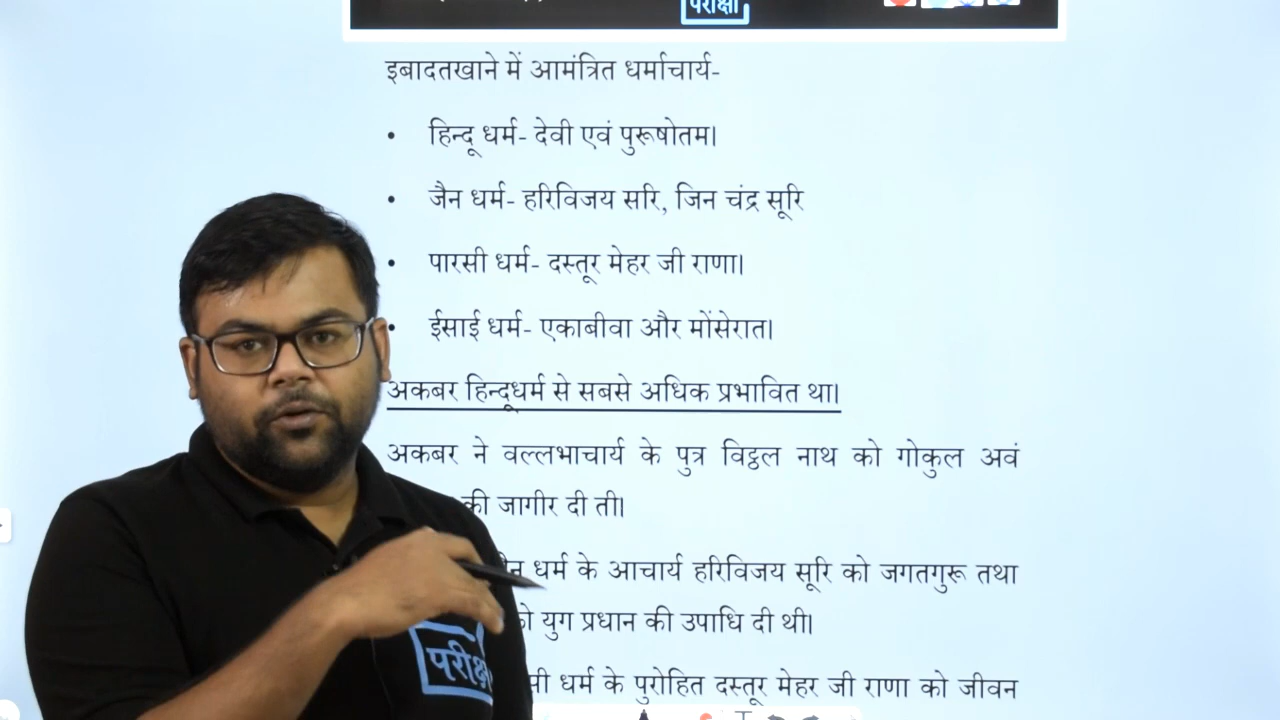 परीक्षा
इबादतखाने में आमंत्रित धर्माचार्य-
• हिन्दू धर्म- देवी एवं पुरूषोतम।
• जैन धर्म- हरिविजय सरि, जिन चंद्र सूरि
• पारसी धर्म- दस्तूर मेहर जी राणा।
• ईसाई धर्म- एकाबीवा और मोंसेरात।
अकबर हिन्दूधर्म से सबसे अधिक प्रभावित था।
अकबर ने वल्लभाचार्य के पुत्र विट्ठल नाथ को गोकुल अवं
की जागीर दी ती।
धर्म के आचार्य हरिविजय सूरि को जगतगुरू तथा
युग प्रधान की उपाधि दी थी।
धर्म के पुरोहित दस्तूर मेहर जी राणा को जीवन
परीक्षा